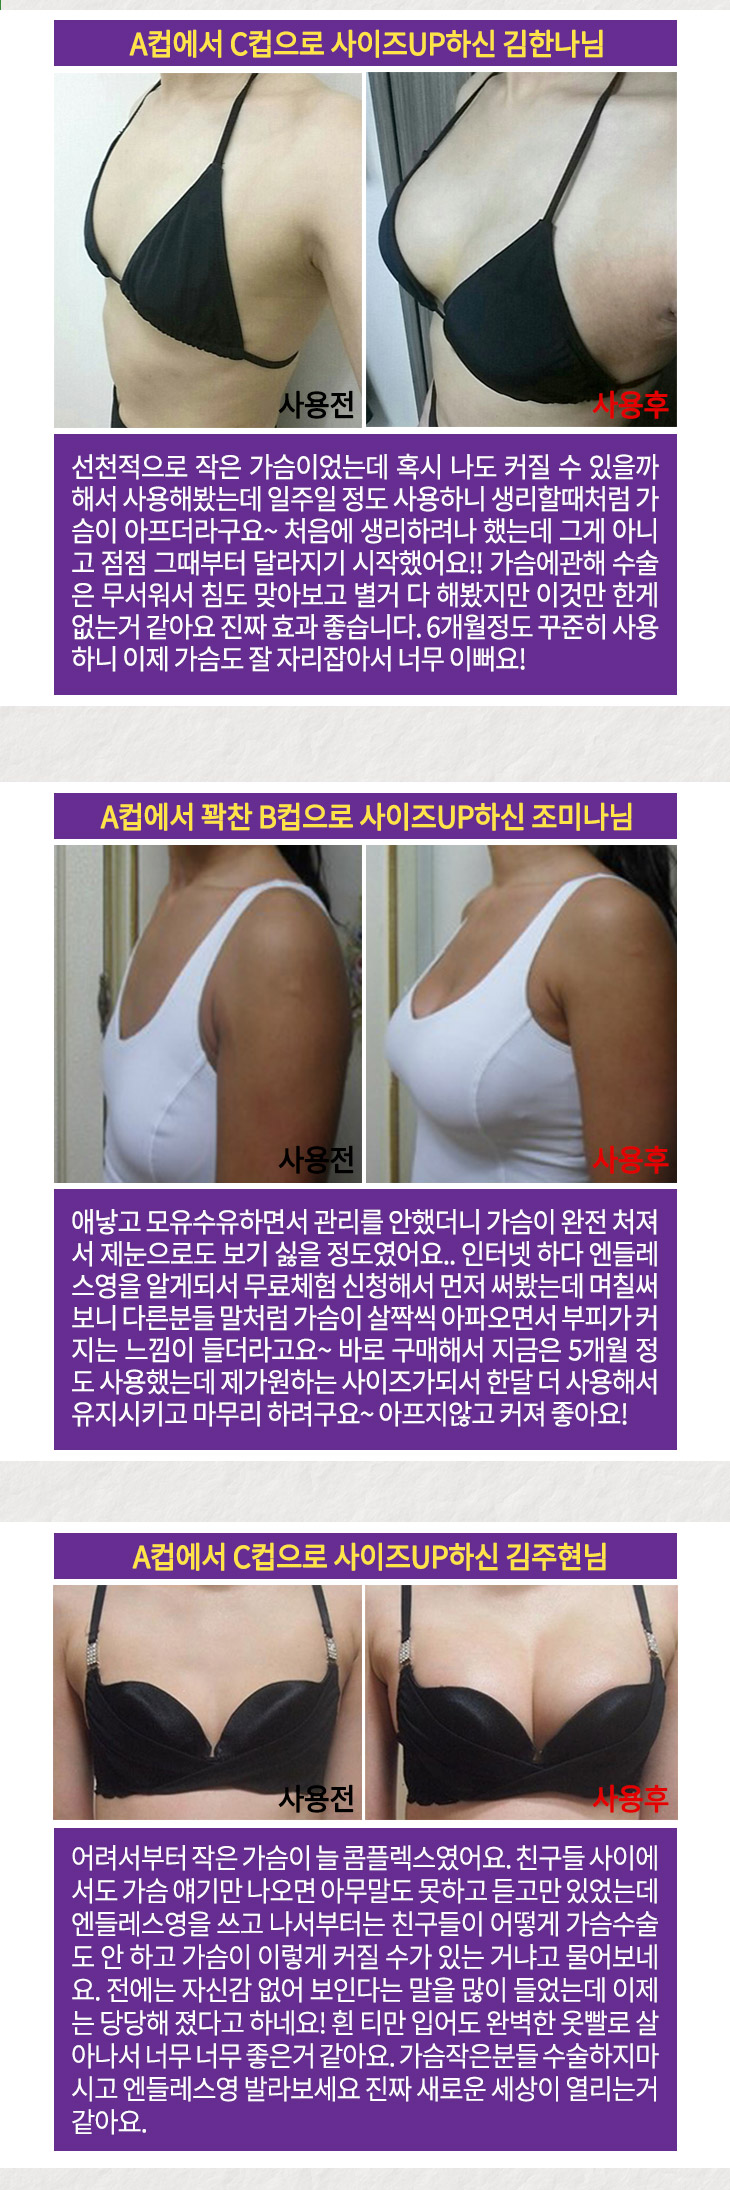 A컵에서 C컵으로 사이즈UP하신 김한나님
사용전
사용후
선천적으로 작은 가슴이었는데 혹시 나도 커질 수 있을까
해서 사용해봤는데 일주일 정도 사용하니 생리할때처럼 가
슴이 아프더라구요~ 처음에 생리하려나 했는데 그게 아니
고 점점 그때부터 달라지기 시작했어요!! 가슴에관해 수술
은 무서워서 침도 맞아보고 별거 다 해봤지만 이것만 한게
없는거 같아요 진짜 효과 좋습니다. 6개월정도 꾸준히 사용
하니 이제 가슴도 잘 자리잡아서 너무 이뻐요!
A컵에서 꽉찬 B컵으로 사이즈UP하신 조미나님
사용전
사용후
애낳고 모유수유하면서 관리를 안했더니 가슴이 완전 처져
서 제눈으로도 보기 싫을 정도였어요.. 인터넷 하다 엔들레
스영을 알게되서 무료체험 신청해서 먼저 써봤는데 며칠써
보니 다른분들 말처럼 가슴이 살짝씩 아파오면서 부피가 커
지는 느낌이 들더라고요~ 바로 구매해서 지금은 5개월 정
도 사용했는데 제가원하는 사이즈가되서 한달 더 사용해서
유지시키고 마무리 하려구요~ 아프지않고 커져 좋아요!
A컵에서 C컵으로 사이즈UP하신 김주현님
사용전
사용후
어려서부터 작은 가슴이 늘 콤플렉스였어요. 친구들 사이에
서도 가슴 얘기만 나오면 아무말도 못하고 듣고만 있었는데
엔들레스영을 쓰고 나서부터는 친구들이 어떻게 가슴수술
도 안 하고 가슴이 이렇게 커질 수가 있는 거냐고 물어보네
요. 전에는 자신감 없어 보인다는 말을 많이 들었는데 이제
는 당당해 졌다고 하네요! 흰 티만 입어도 완벽한 옷빨로 살
아나서 너무 너무 좋은거 같아요. 가슴작은분들 수술하지마
시고 엔들레스영 발라보세요 진짜 새로운 세상이 열리는거
같아요.